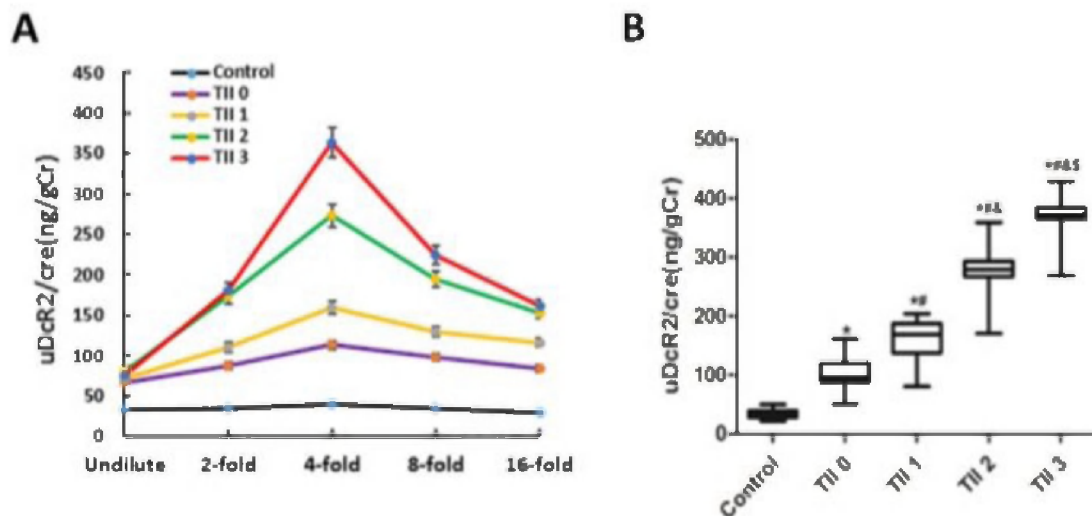 A
uDcR2/cre(ng/gCr)
450
400
350
300
250
200
150
100
50
0
Control
TII 0
TII 1
TII 2
TII 3
Undilute 2-fold 4-fold 8-fold 16-fold
B
uDcR2/cre(ng/gCr)
500
400
300
200
100
0
*
*#
*#&
*#&$
Control TII 0 TII 1 TII 2 TII 3